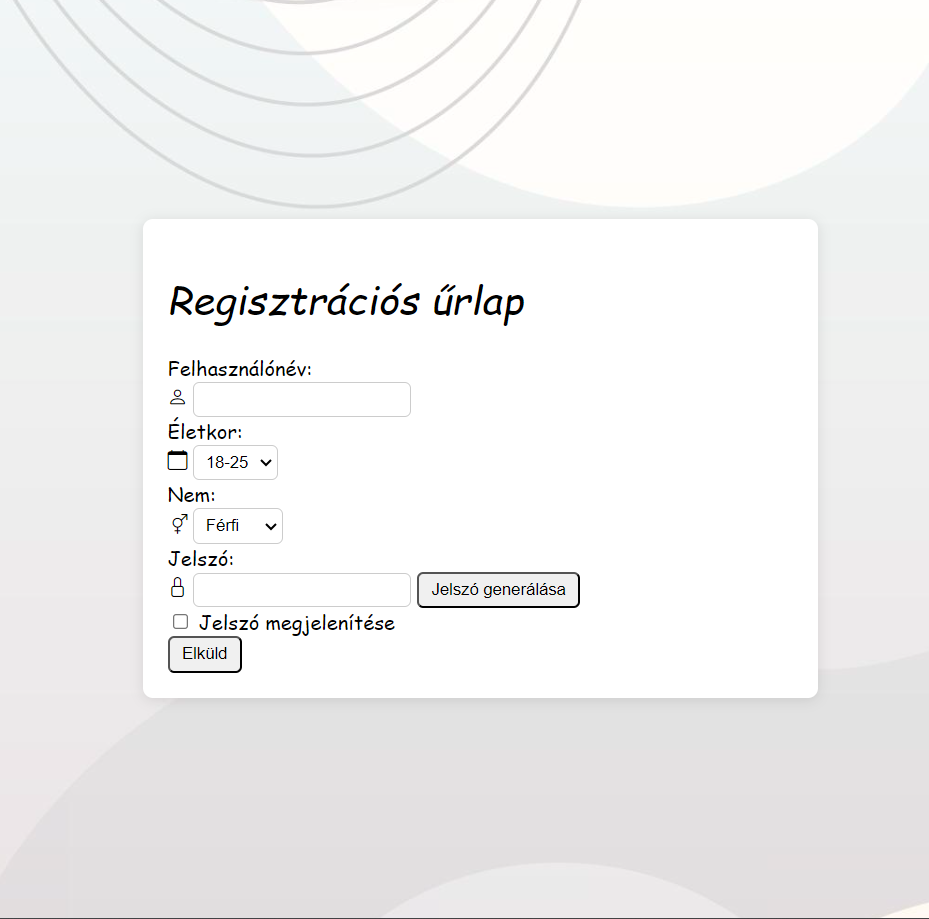 Regisztrációs űrlap
Felhasználónév:
Életkor:
18-25
Nem:
Férfi
Jelszó:
Jelszó generálása
Jelszó megjelenítése
Elküld